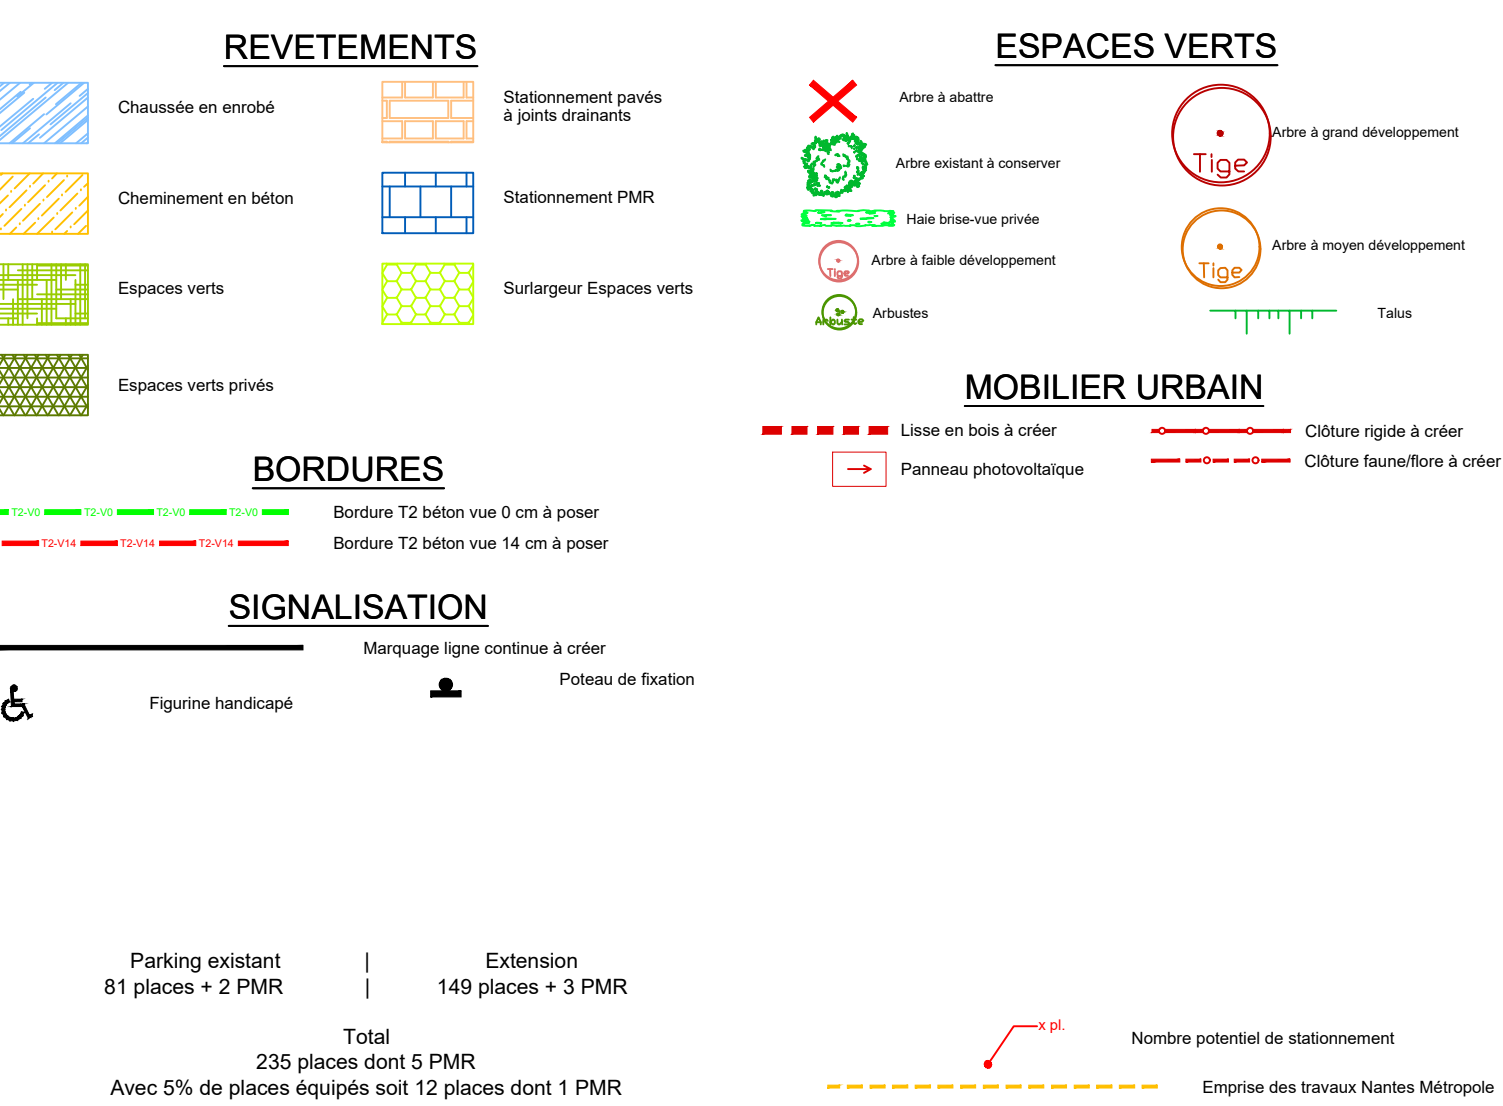 REVETEMENTS
Chaussée en enrobé
Stationnement pavés
à joints drainants
Cheminement en béton
Stationnement PMR
Espaces verts
Surlargeur Espaces verts
Espaces verts privés
BORDURES
T2-V0 T2-V0 T2-V0 T2-V0
Bordure T2 béton vue 0 cm à poser
T2-V14 T2-V14 T2-V14
Bordure T2 béton vue 14 cm à poser
SIGNALISATION
Marquage ligne continue à créer
Figurine handicapé
Poteau de fixation
ESPACES VERTS
Arbre à abattre
Tige
Arbre à grand développement
Arbre existant à conserver
Haie brise-vue privée
Tige
Arbre à faible développement
Tige
Arbre à moyen développement
Arbuste
Arbustes
Talus
MOBILIER URBAIN
Lisse en bois à créer
Clôture rigide à créer
Panneau photovoltaïque
Clôture faune/flore à créer
Parking existant | Extension
81 places + 2 PMR | 149 places + 3 PMR
Total
235 places dont 5 PMR
Avec 5% de places équipés soit 12 places dont 1 PMR
x pl.
Nombre potentiel de stationnement
Emprise des travaux Nantes Métropole